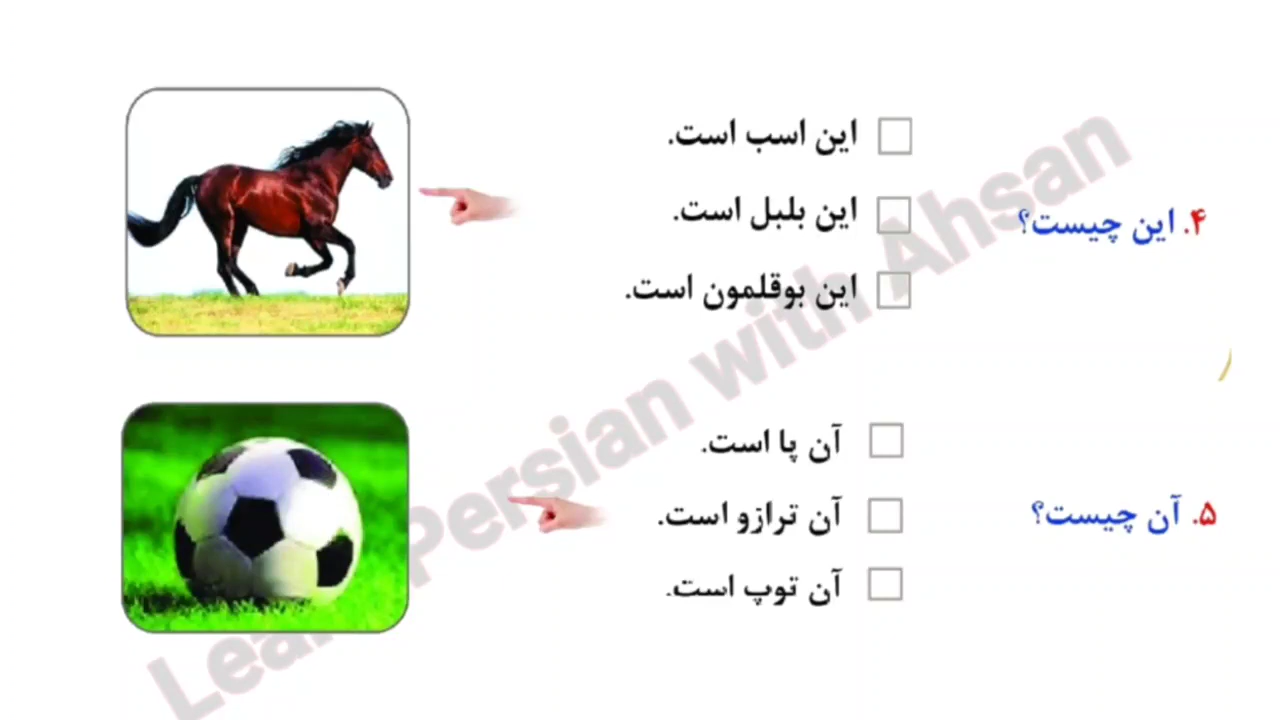 این اسب است.
۴. این چیست؟
این بلبل است.
این بوقلمون است.
آن پا است.
۵. آن چیست؟
آن ترازو است.
آن توپ است.
Learn Persian with Ahsan